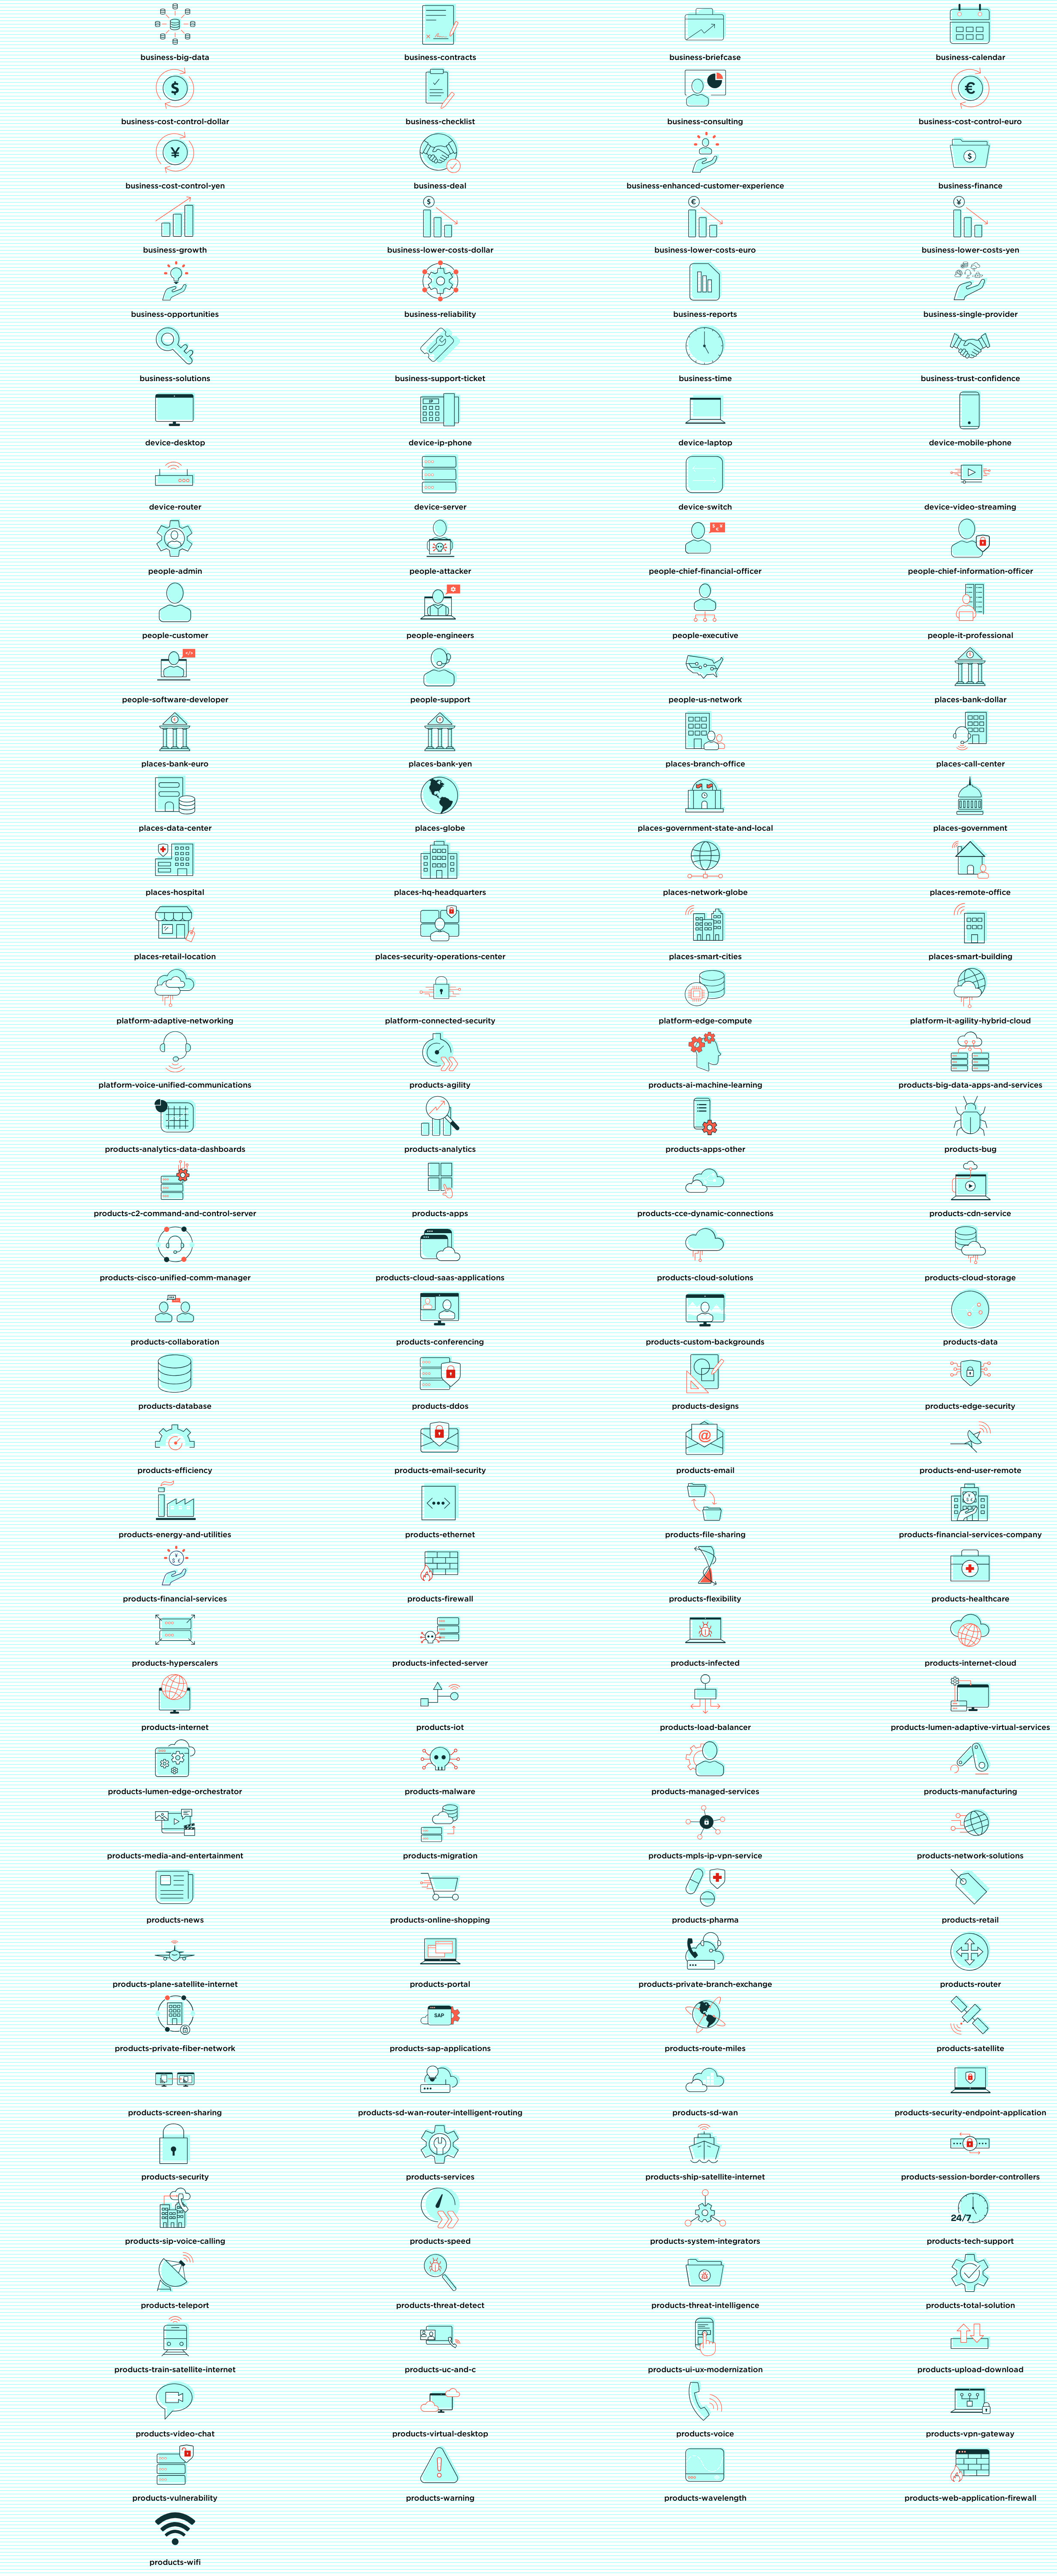 business-big-data
business-contracts
business-briefcase
business-calendar
business-cost-control-dollar
business-checklist
business-consulting
business-cost-control-euro
business-cost-control-yen
business-deal
business-enhanced-customer-experience
business-finance
business-growth
business-lower-costs-dollar
business-lower-costs-euro
business-lower-costs-yen
business-opportunities
business-reliability
business-reports
business-single-provider
business-solutions
business-support-ticket
business-time
business-trust-confidence
device-desktop
device-ip-phone
device-laptop
device-mobile-phone
device-router
device-server
device-switch
device-video-streaming
people-admin
people-attacker
people-chief-financial-officer
people-chief-information-officer
people-customer
people-engineers
people-executive
people-it-professional
people-software-developer
people-support
people-us-network
places-bank-dollar
places-bank-euro
places-bank-yen
places-branch-office
places-call-center
places-data-center
places-globe
places-government-state-and-local
places-government
places-hospital
places-hq-headquarters
places-network-globe
places-remote-office
places-retail-location
places-security-operations-center
places-smart-cities
places-smart-building
platform-adaptive-networking
platform-connected-security
platform-edge-compute
platform-it-agility-hybrid-cloud
platform-voice-unified-communications
products-agility
products-ai-machine-learning
products-big-data-apps-and-services
products-analytics-data-dashboards
products-analytics
products-apps-other
products-bug
products-c2-command-and-control-server
products-apps
products-cce-dynamic-connections
products-cdn-service
products-cisco-unified-comm-manager
products-cloud-saas-applications
products-cloud-solutions
products-cloud-storage
products-collaboration
products-conferencing
products-custom-backgrounds
products-data
products-database
products-ddos
products-designs
products-edge-security
products-efficiency
products-email-security
products-email
products-end-user-remote
products-energy-and-utilities
products-ethernet
products-file-sharing
products-financial-services-company
products-financial-services
products-firewall
products-flexibility
products-healthcare
products-hyperscalers
products-infected-server
products-infected
products-internet-cloud
products-internet
products-iot
products-load-balancer
products-lumen-adaptive-virtual-services
products-lumen-edge-orchestrator
products-malware
products-managed-services
products-manufacturing
products-media-and-entertainment
products-migration
products-mpls-ip-vpn-service
products-network-solutions
products-news
products-online-shopping
products-pharma
products-retail
products-plane-satellite-internet
products-portal
products-private-branch-exchange
products-router
SAP
products-private-fiber-network
products-sap-applications
products-route-miles
products-satellite
products-screen-sharing
products-sd-wan-router-intelligent-routing
products-sd-wan
products-security-endpoint-application
products-security
products-services
products-ship-satellite-internet
products-session-border-controllers
24/7
products-sip-voice-calling
products-speed
products-system-integrators
products-tech-support
products-teleport
products-threat-detect
products-threat-intelligence
products-total-solution
products-train-satellite-internet
products-uc-and-c
products-ui-ux-modernization
products-upload-download
products-video-chat
products-virtual-desktop
products-voice
products-vpn-gateway
products-vulnerability
products-warning
products-wavelength
products-web-application-firewall
products-wifi